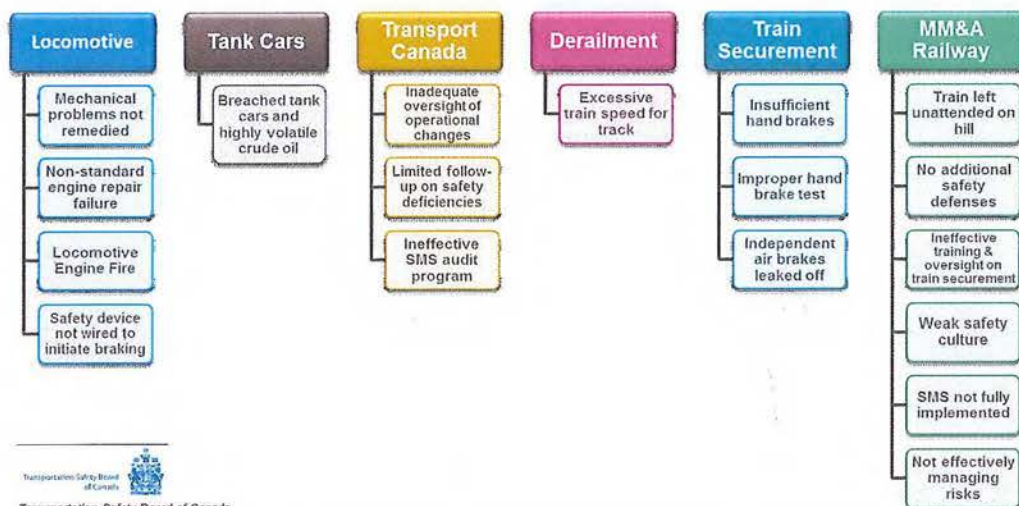 Locomotive
Mechanical
problems not
remedied
Non-standard
engine repair
failure
Locomotive
Engine Fire
Safety device
not wired to
initiate braking
Tank Cars
Breached tank
cars and
highly volatile
crude oil
Transport
Canada
Inadequate
oversight of
operational
changes
Limited follow-
up on safety
deficiencies
Ineffective
SMS audit
program
Derailment
Excessive
train speed for
track
Train
Securement
Insufficient
hand brakes
Improper hand
brake test
Independent
air brakes
leaked off
MM&A
Railway
Train left
unattended on
hill
No additional
safety
defenses
Ineffective
training &
oversight on
train securement
Weak safety
culture
SMS not fully
implemented
Not effectively
managing
risks
Transportation Safety Board
of Canada
Transportation Safety Board of Canada